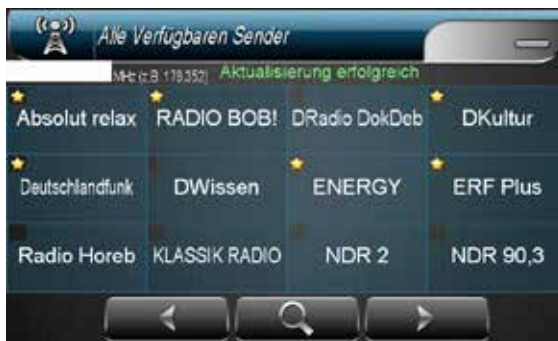 Alle Verfügbaren Sender
MHz (z.B. 178,352) Aktualisierung erfolgreich
Absolut relax RADIO BOB! DRadio DokDeb DKultur
Deutschlandfunk DWissen ENERGY ERF Plus
Radio Horeb KLASSIK RADIO NDR 2 NDR 90,3